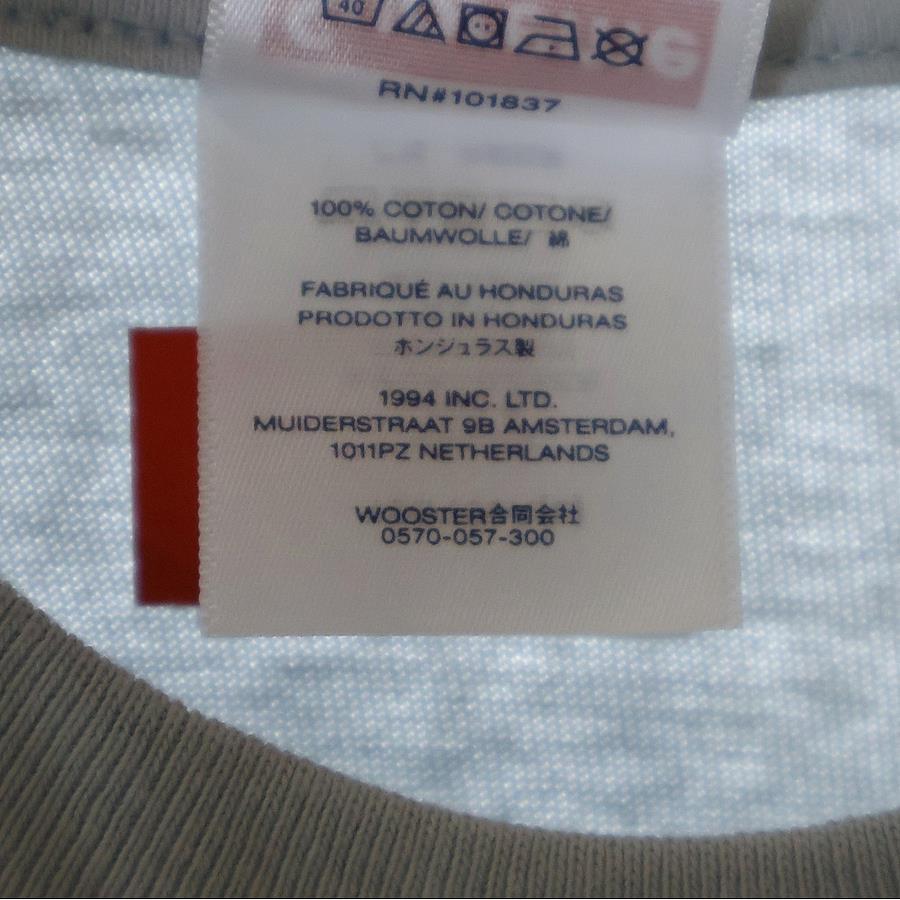 40
RN#101837
100% COTON/ COTONE/
BAUMWOLLE/ 綿
FABRIQUÉ AU HONDURAS
PRODOTTO IN HONDURAS
ホンジュラス製
1994 INC. LTD.
MUIDERSTRAAT 9B AMSTERDAM,
1011PZ NETHERLANDS
WOOSTER合同会社
0570-057-300